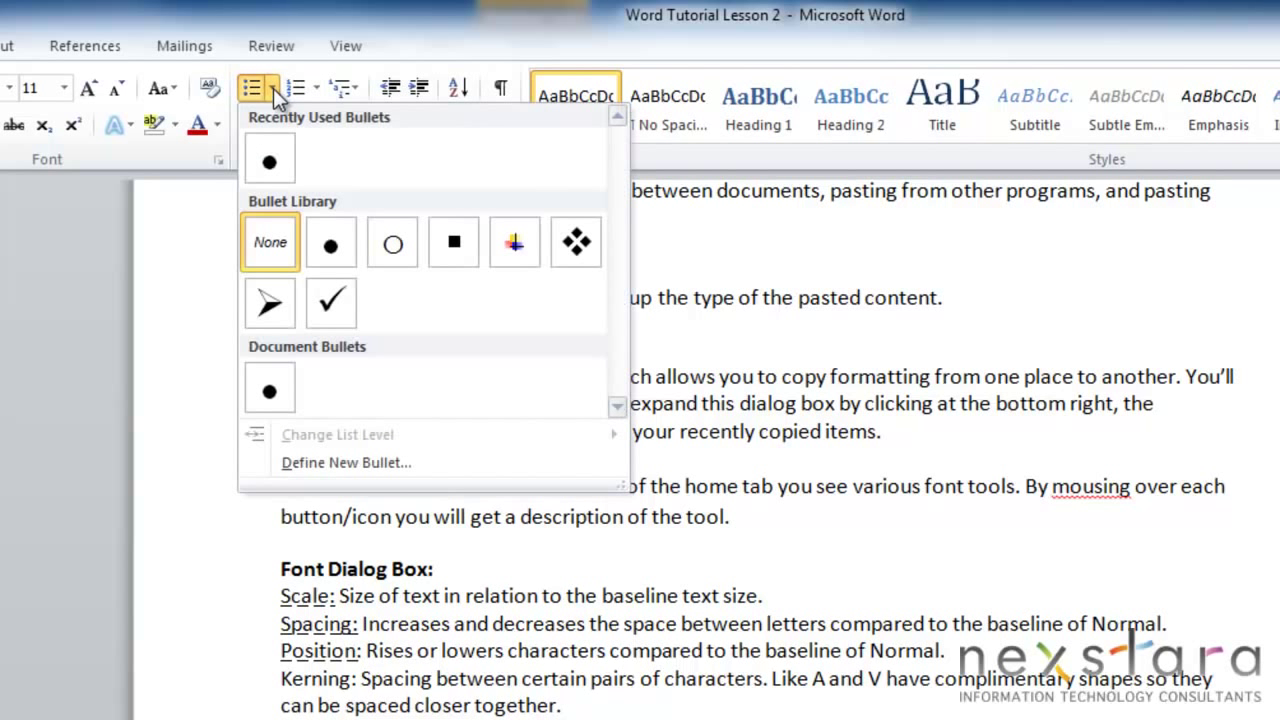 Word Tutorial Lesson 2 - Microsoft Word
ut References Mailings Review View
11 Aa
AaBbCcDc AaBbCcDc AaBbC AaBbCc AaB AaBbCc. AaBbCcDc AaBbCcDc
abc X₂ X² ab A
¶ No Spaci... Heading 1 Heading 2 Title Subtitle Subtle Em... Emphasis
Font
Styles
Recently Used Bullets
Bullet Library
None
Document Bullets
Change List Level
Define New Bullet...
between documents, pasting from other programs, and pasting
up the type of the pasted content.
ch allows you to copy formatting from one place to another. You'll
expand this dialog box by clicking at the bottom right, the
your recently copied items.
of the home tab you see various font tools. By mousing over each
button/icon you will get a description of the tool.
Font Dialog Box:
Scale: Size of text in relation to the baseline text size.
Spacing: Increases and decreases the space between letters compared to the baseline of Normal.
Position: Rises or lowers characters compared to the baseline of Normal.
Kerning: Spacing between certain pairs of characters. Like A and V have complimentary shapes so they
can be spaced closer together.
nexstara
INFORMATION TECHNOLOGY CONSULTANTS